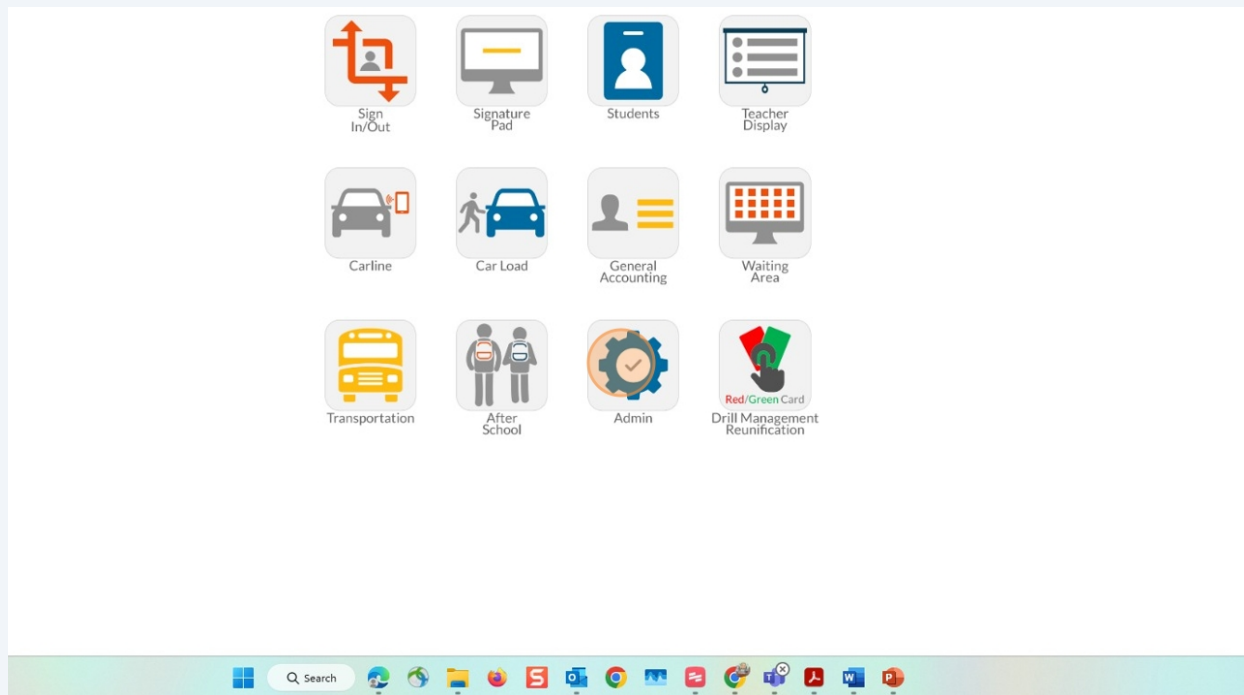 Sign
In/Out
Signature
Pad
Students
Teacher
Display
Carline
Car Load
General
Accounting
Waiting
Area
Transportation
After
School
Admin
Red/Green Card
Drill Management
Reunification
Search